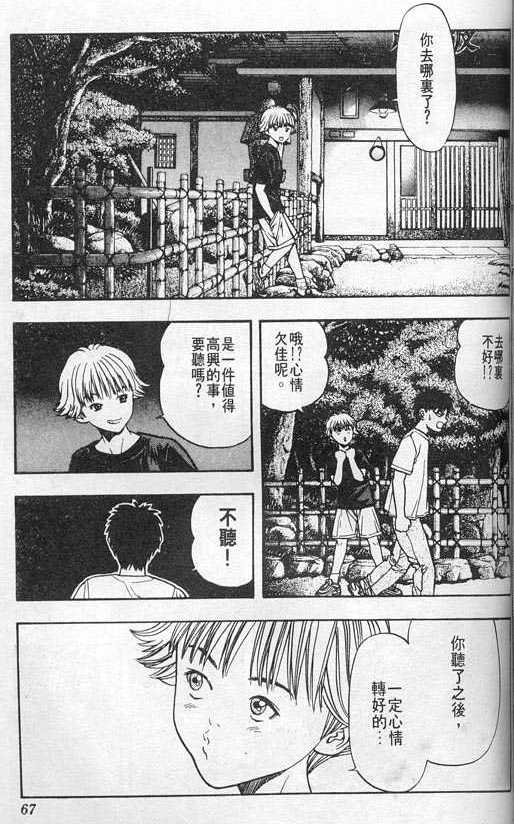 你去哪裏
了？
去哪裏
不好!!?
哦!?心情
欠佳呢。
是一件值得
高興的事，
要聽嗎？
不聽！
你聽了之後，
一定心情
轉好的…
67